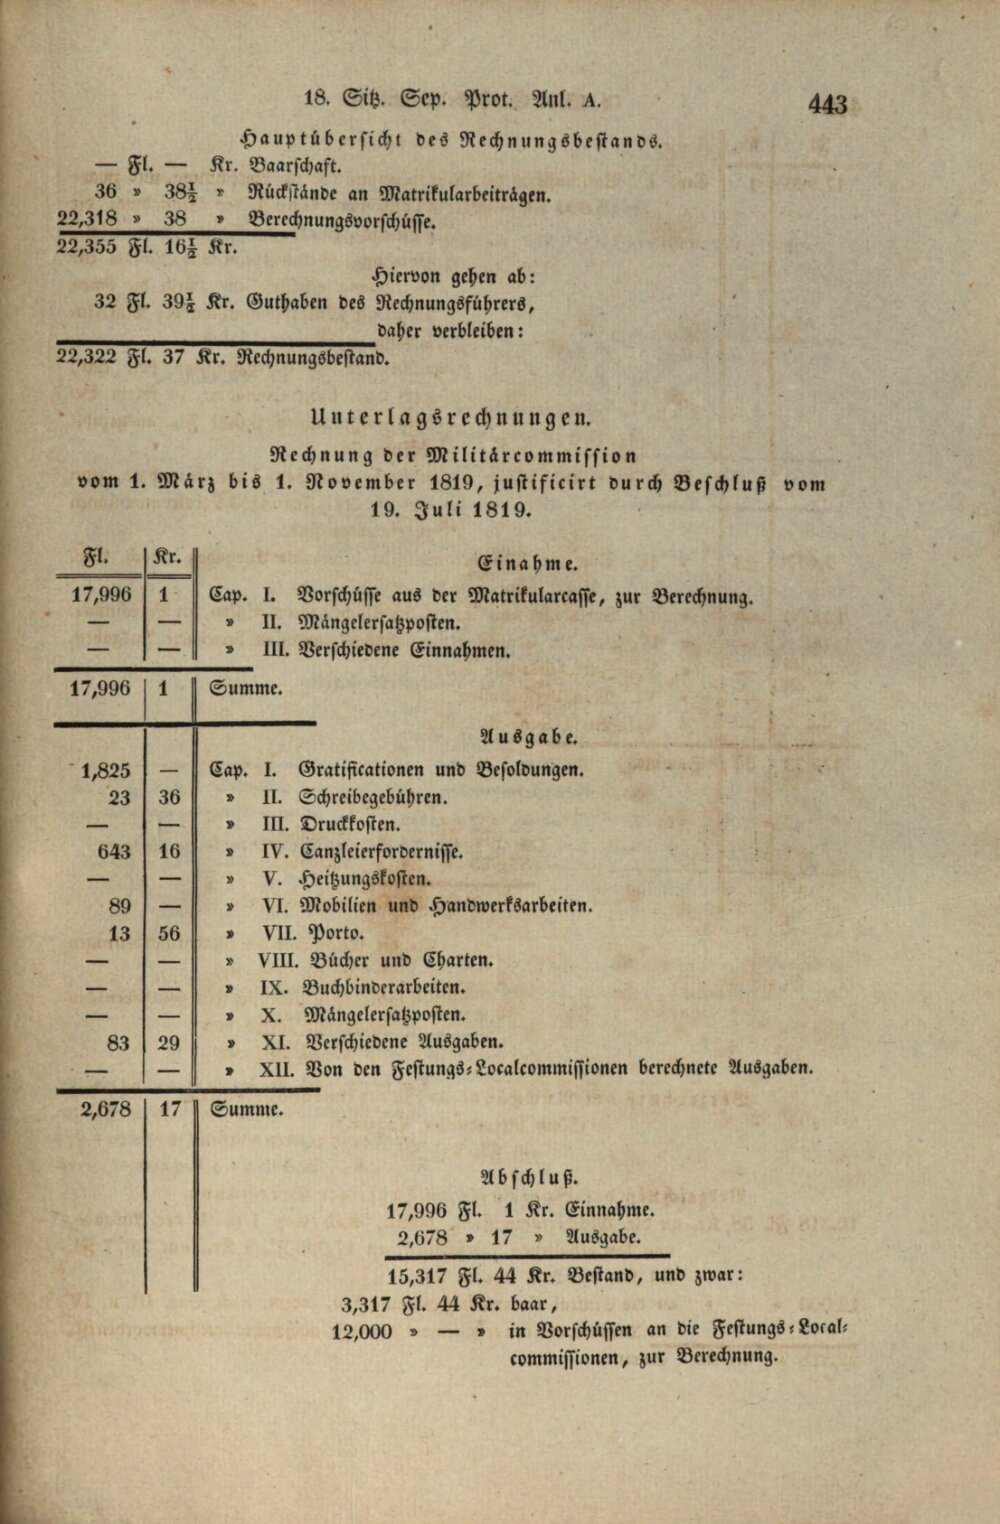 18. Sitz. Sep. Prot. Anl. A. 443
Hauptübersicht des Rechnungsbestands.
— Fl. — Kr. Baarschaft.
36 » 38½ » Rückstände an Matrikularbeiträgen.
22,318 » 38 » Berechnungsvorschüsse.
22,355 Fl. 16½ Kr.
Hiervon gehen ab:
32 Fl. 39½ Kr. Guthaben des Rechnungsführers,
daher verbleiben:
22,322 Fl. 37 Kr. Rechnungsbestand.
Unterlagsrechnungen.
Rechnung der Militärcommission
vom 1. März bis 1. November 1819, justificirt durch Beschluß vom
19. Juli 1819.
Fl. Kr. Einahme.
17,996 1 Cap. I. Vorschüsse aus der Matrikularcasse, zur Berechnung.
— — » II. Mängelersatzposten.
— — » III. Verschiedene Einnahmen.
17,996 1 Summe.
Ausgabe.
1,825 — Cap. I. Gratificationen und Besoldungen.
23 36 » II. Schreibegebühren.
— — » III. Druckkosten.
643 16 » IV. Canzleierfordernisse.
— — » V. Heitzungskosten.
89 — » VI. Mobilien und Handwerksarbeiten.
13 56 » VII. Porto.
— — » VIII. Bücher und Charten.
— — » IX. Buchbinderarbeiten.
— — » X. Mängelersatzposten.
83 29 » XI. Verschiedene Ausgaben.
— — » XII. Von den Festungs-Localcommissionen berechnete Ausgaben.
2,678 17 Summe.
Abschluß.
17,996 Fl. 1 Kr. Einnahme.
2,678 » 17 » Ausgabe.
15,317 Fl. 44 Kr. Bestand, und zwar:
3,317 Fl. 44 Kr. baar,
12,000 » — » in Vorschüssen an die Festungs-Local-
commissionen, zur Berechnung.